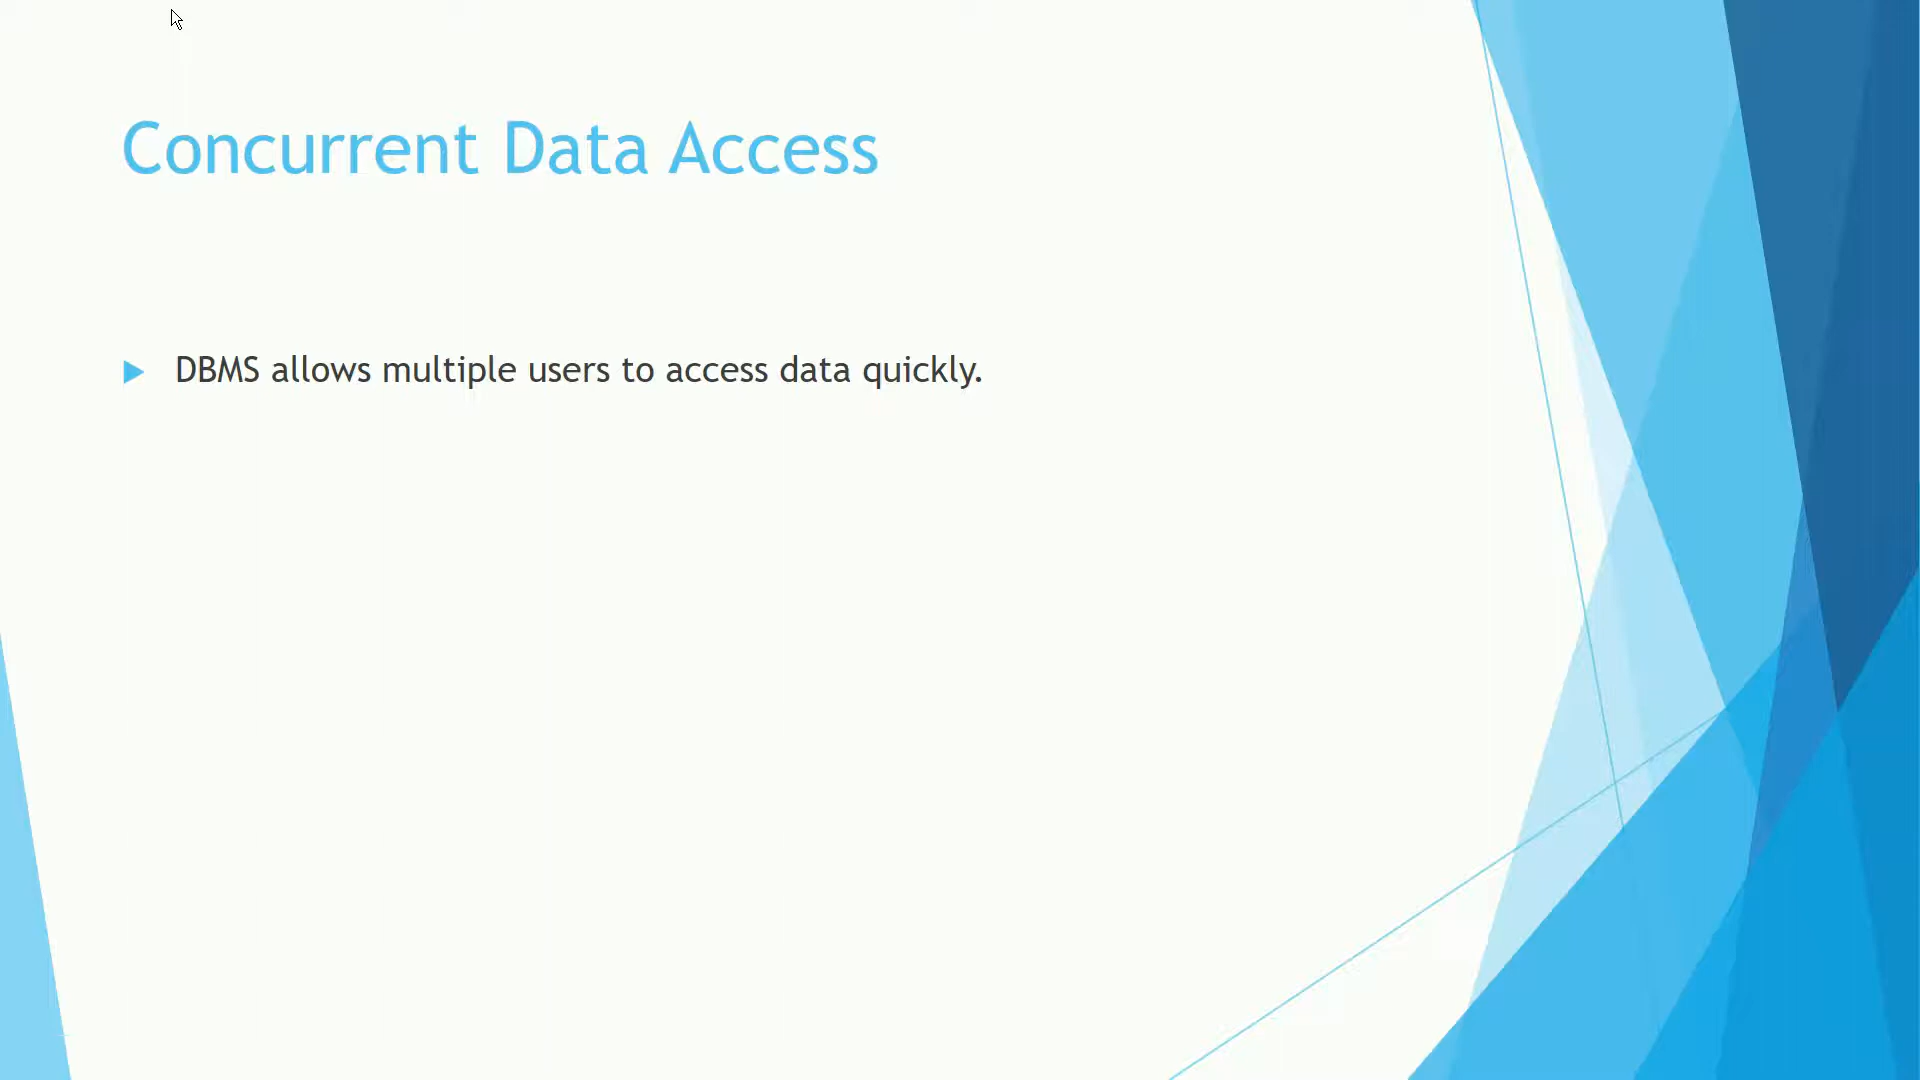 Concurrent Data Access
DBMS allows multiple users to access data quickly.